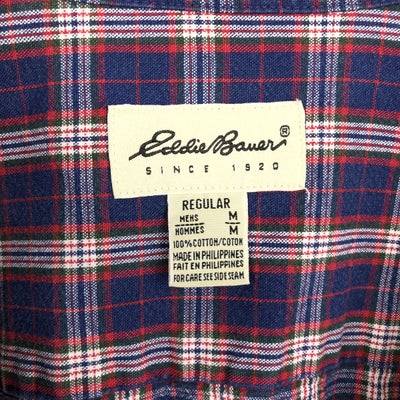 Eddie Bauer®
SINCE 1920
REGULAR
MENS M
HOMMES M
100% COTTON/COTON
MADE IN PHILIPPINES
FAIT EN PHILIPPINES
FOR CARE SEE SIDE SEAM.